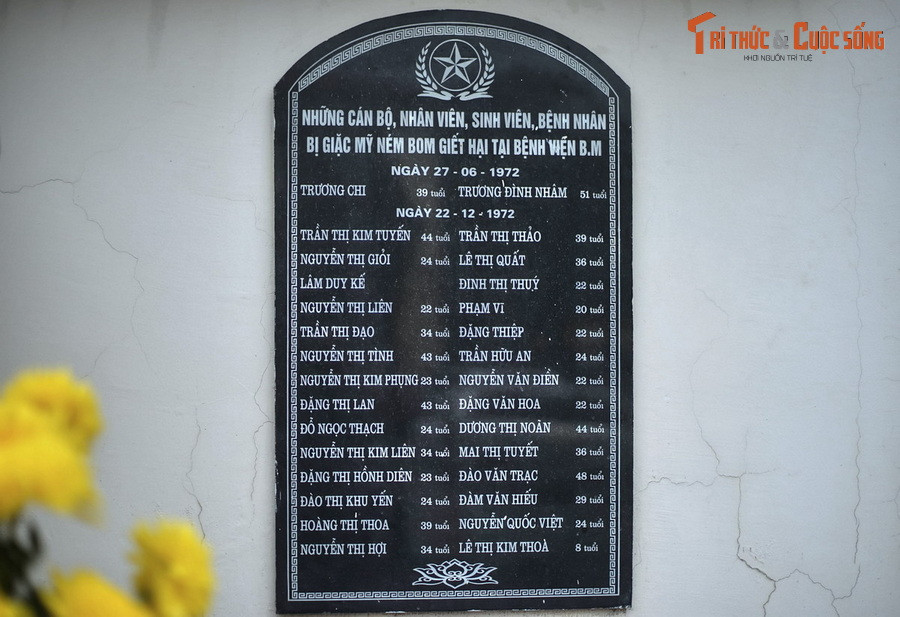 TRI THỨC & CUỘC SỐNG
KHƠI NGUỒN TRI TUỆ
NHỮNG CÁN BỘ, NHÂN VIÊN, SINH VIÊN, BỆNH NHÂN
BỊ GIẶC MỸ NÉM BOM GIẾT HẠI TẠI BỆNH VIỆN B.M
NGÀY 27 - 06 - 1972
TRƯƠNG CHI 39 tuổi TRƯƠNG ĐÌNH NHÂM 51 tuổi
NGÀY 22 - 12 - 1972
TRẦN THỊ KIM TUYẾN 44 tuổi TRẦN THỊ THẢO 39 tuổi
NGUYỄN THỊ GIỎI 24 tuổi LÊ THỊ QUẤT 36 tuổi
LÂM DUY KẾ ĐINH THỊ THUÝ 22 tuổi
NGUYỄN THỊ LIÊN 22 tuổi PHẠM VĨ 20 tuổi
TRẦN THỊ ĐẠO 34 tuổi ĐẶNG THIỆP 22 tuổi
NGUYỄN THỊ TÌNH 43 tuổi TRẦN HỮU AN 24 tuổi
NGUYỄN THỊ KIM PHỤNG 23 tuổi NGUYỄN VĂN ĐIỀN 22 tuổi
ĐẶNG THỊ LAN 43 tuổi ĐẶNG VĂN HOA 22 tuổi
ĐỖ NGỌC THẠCH 24 tuổi DƯƠNG THỊ NOÃN 44 tuổi
NGUYỄN THỊ KIM LIÊN 34 tuổi MAI THỊ TUYẾT 36 tuổi
ĐẶNG THỊ HỒNH DIÊN 23 tuổi ĐÀO VĂN TRẠC 48 tuổi
ĐÀO THỊ KHU YẾN 24 tuổi ĐÀM VĂN HIẾU 29 tuổi
HOÀNG THỊ THOA 39 tuổi NGUYỄN QUỐC VIỆT 24 tuổi
NGUYỄN THỊ HỢI 34 tuổi LÊ THỊ KIM THOÀ 8 tuổi